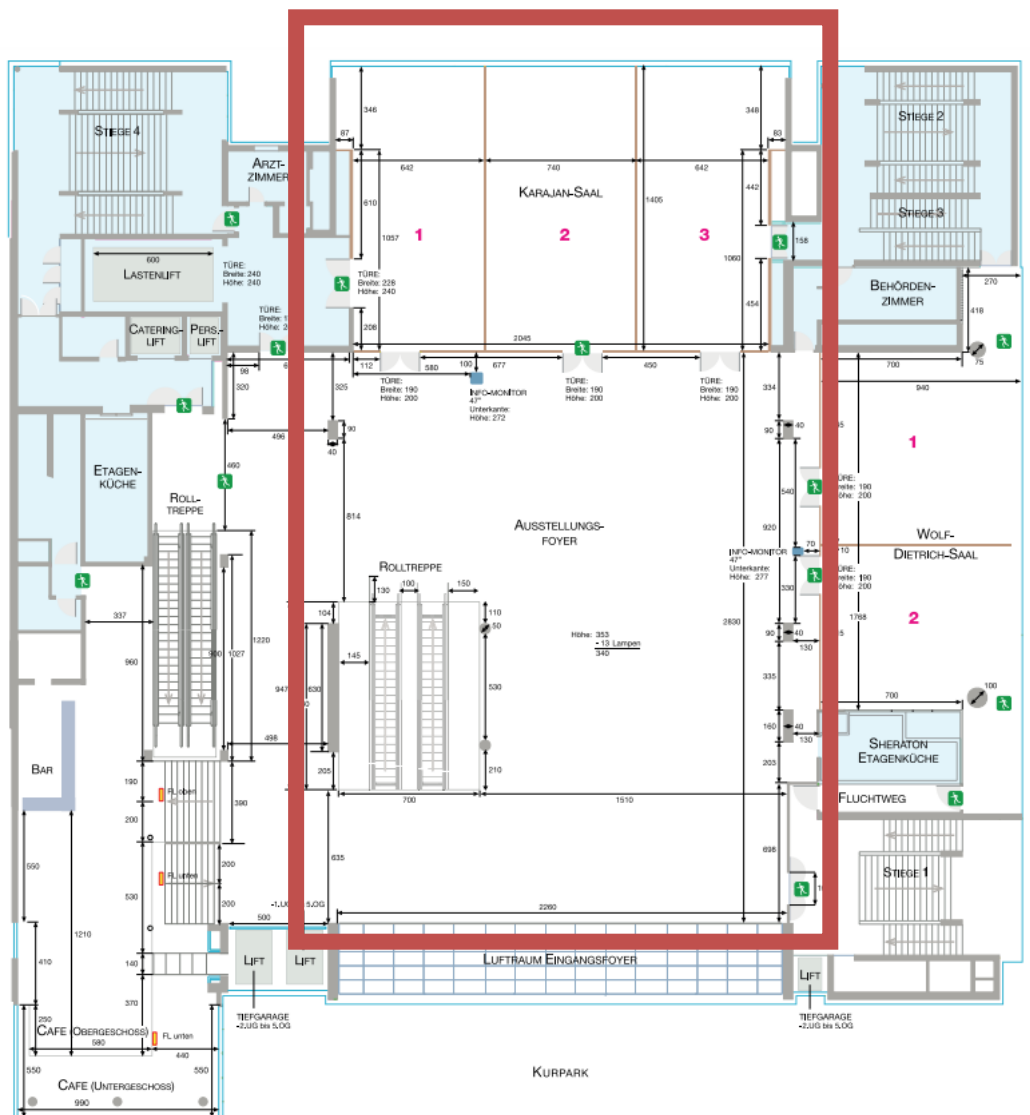 STIEGE 4
ARZT-
ZIMMER
346
87
348
83
STIEGE 2
STIEGE 3
642
740
642
KARAJAN-SAAL
1405
610
1057
1
2
3
442
1060
158
454
600
LASTENLIFT
TÜRE:
Breite: 240
Höhe: 240
TÜRE:
Breite: 228
Höhe: 240
208
BEHÖRDEN-
ZIMMER
270
418
75
CATERING-
LIFT
PERS.-
LIFT
TÜRE:
2045
98
320
325
112
580
100
677
450
334
700
940
TÜRE:
Breite: 190
Höhe: 200
INFO-MONITOR
47"
Unterkante:
Höhe: 272
TÜRE:
Breite: 190
Höhe: 200
TÜRE:
Breite: 190
Höhe: 200
496
90
40
90
40
460
1
ETAGEN-
KÜCHE
ROLL-
TREPPE
814
AUSSTELLUNGS-
FOYER
540
920
Breite: 190
Höhe: 200
WOLF-
DIETRICH-SAAL
INFO-MONITOR
47"
Unterkante:
Höhe: 277
70
330
Breite: 190
Höhe: 200
1768
2
ROLLTREPPE
130
100
150
337
960
900
1027
1220
104
145
947
630
110
50
530
210
Höhe: 353
- 13 Lampen
340
2830
90
40
130
335
160
40
130
203
700
100
498
205
700
1510
SHERATON
ETAGENKÜCHE
FLUCHTWEG
BAR
190
FL oben
390
200
550
530
FL unten
200
200
635
698
STIEGE 1
1210
500
2260
410
140
LIFT
LIFT
LUFTRAUM EINGANGSFOYER
LIFT
370
250
TIEFGARAGE
-2.UG bis 5.OG
TIEFGARAGE
-2.UG bis 5.OG
CAFE (OBERGESCHOSS)
FL unten
580
440
550
550
KURPARK
CAFE (UNTERGESCHOSS)
990